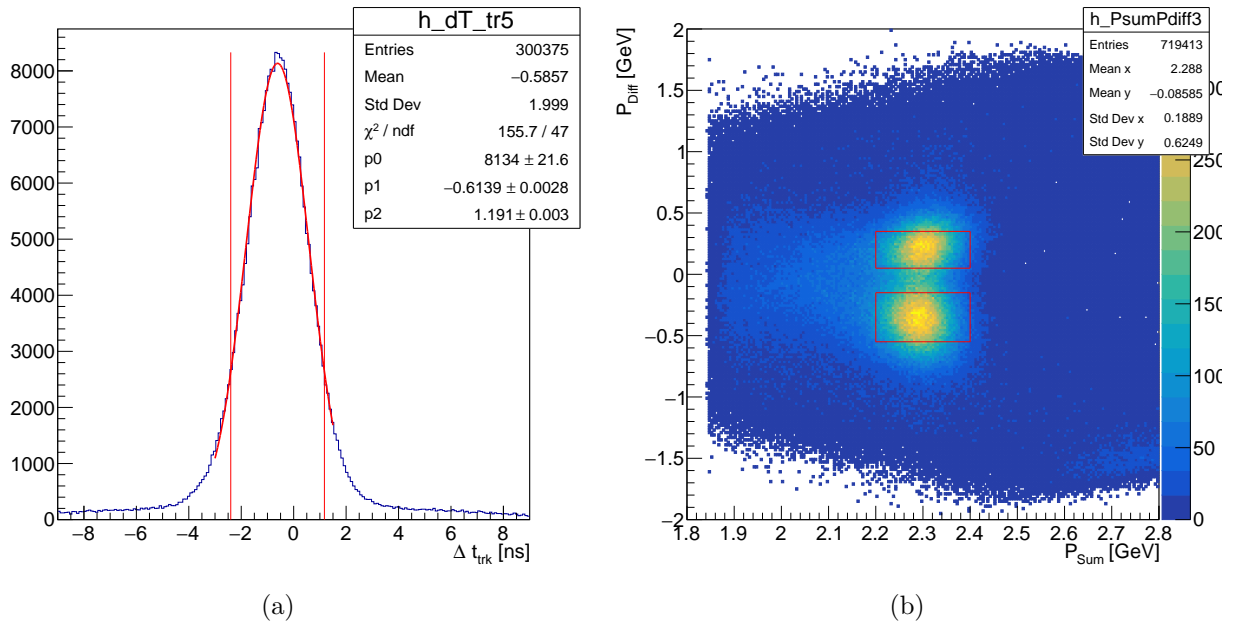 h_dT_tr5
Entries 300375
Mean −0.5857
Std Dev 1.999
χ² / ndf 155.7 / 47
p0 8134 ± 21.6
p1 −0.6139 ± 0.0028
p2 1.191 ± 0.003
8000
7000
6000
5000
4000
3000
2000
1000
0
−8 −6 −4 −2 0 2 4 6 8
Δ t_trk [ns]
(a)
h_PsumPdiff3
Entries 719413
Mean x 2.288
Mean y −0.08585
Std Dev x 0.1889
Std Dev y 0.6249
P_Diff [GeV]
2
1.5
1
0.5
0
−0.5
−1
−1.5
−2
1.8 1.9 2 2.1 2.2 2.3 2.4 2.5 2.6 2.7 2.8
P_Sum [GeV]
250
200
150
100
50
0
(b)